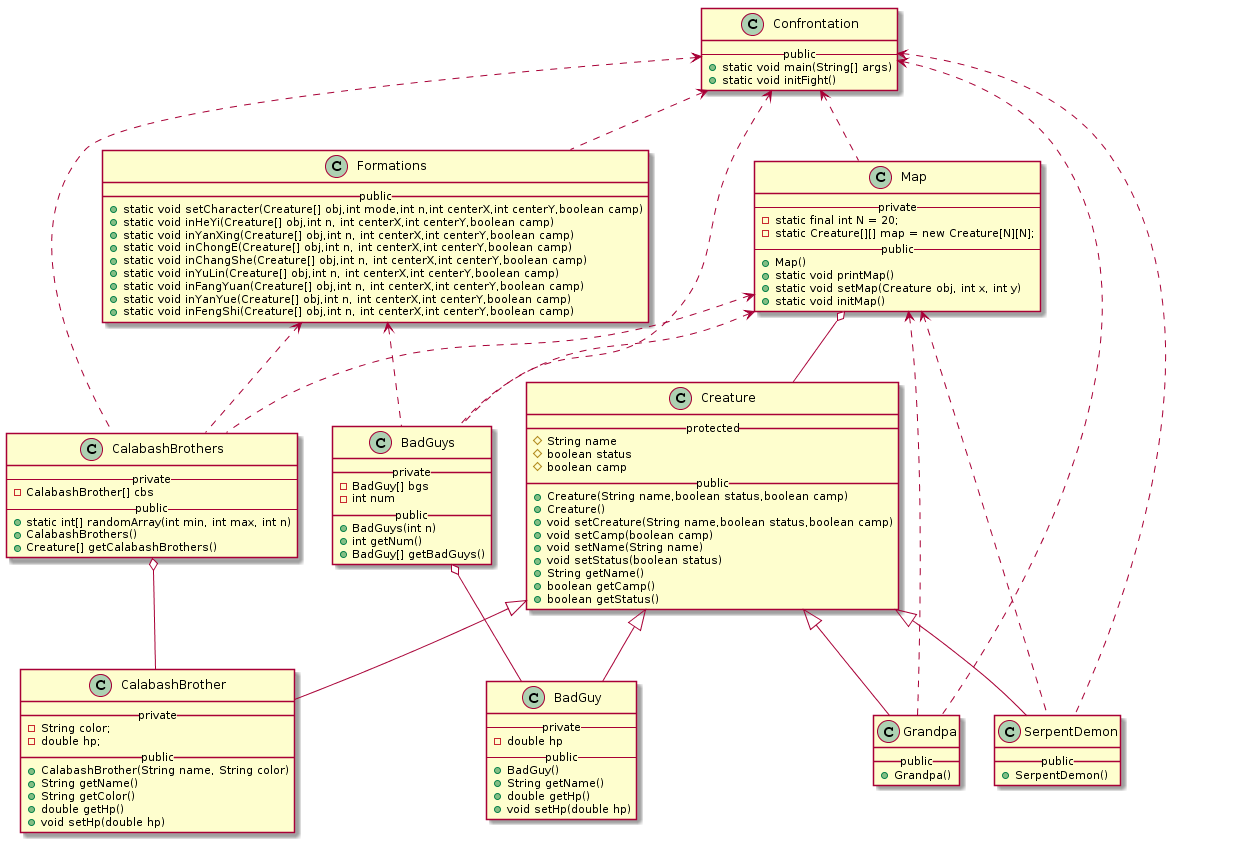 C Confrontation
public
static void main(String[] args)
static void initFight()
C Formations
public
static void setCharacter(Creature[] obj,int mode,int n,int centerX,int centerY,boolean camp)
static void inHeYi(Creature[] obj,int n, int centerX,int centerY,boolean camp)
static void inYanXing(Creature[] obj,int n, int centerX,int centerY,boolean camp)
static void inChongE(Creature[] obj,int n, int centerX,int centerY,boolean camp)
static void inChangShe(Creature[] obj,int n, int centerX,int centerY,boolean camp)
static void inYuLin(Creature[] obj,int n, int centerX,int centerY,boolean camp)
static void inFangYuan(Creature[] obj,int n, int centerX,int centerY,boolean camp)
static void inYanYue(Creature[] obj,int n, int centerX,int centerY,boolean camp)
static void inFengShi(Creature[] obj,int n, int centerX,int centerY,boolean camp)
C Map
private
static final int N = 20;
static Creature[][] map = new Creature[N][N];
public
Map()
static void printMap()
static void setMap(Creature obj, int x, int y)
static void initMap()
C CalabashBrothers
private
CalabashBrother[] cbs
public
static int[] randomArray(int min, int max, int n)
CalabashBrothers()
Creature[] getCalabashBrothers()
C BadGuys
private
BadGuy[] bgs
int num
public
BadGuys(int n)
int getNum()
BadGuy[] getBadGuys()
C Creature
protected
String name
boolean status
boolean camp
public
Creature(String name,boolean status,boolean camp)
Creature()
void setCreature(String name,boolean status,boolean camp)
void setCamp(boolean camp)
void setName(String name)
void setStatus(boolean status)
String getName()
boolean getCamp()
boolean getStatus()
C CalabashBrother
private
String color;
double hp;
public
CalabashBrother(String name, String color)
String getName()
String getColor()
double getHp()
void setHp(double hp)
C BadGuy
private
double hp
public
BadGuy()
String getName()
double getHp()
void setHp(double hp)
C Grandpa
public
Grandpa()
C SerpentDemon
public
SerpentDemon()